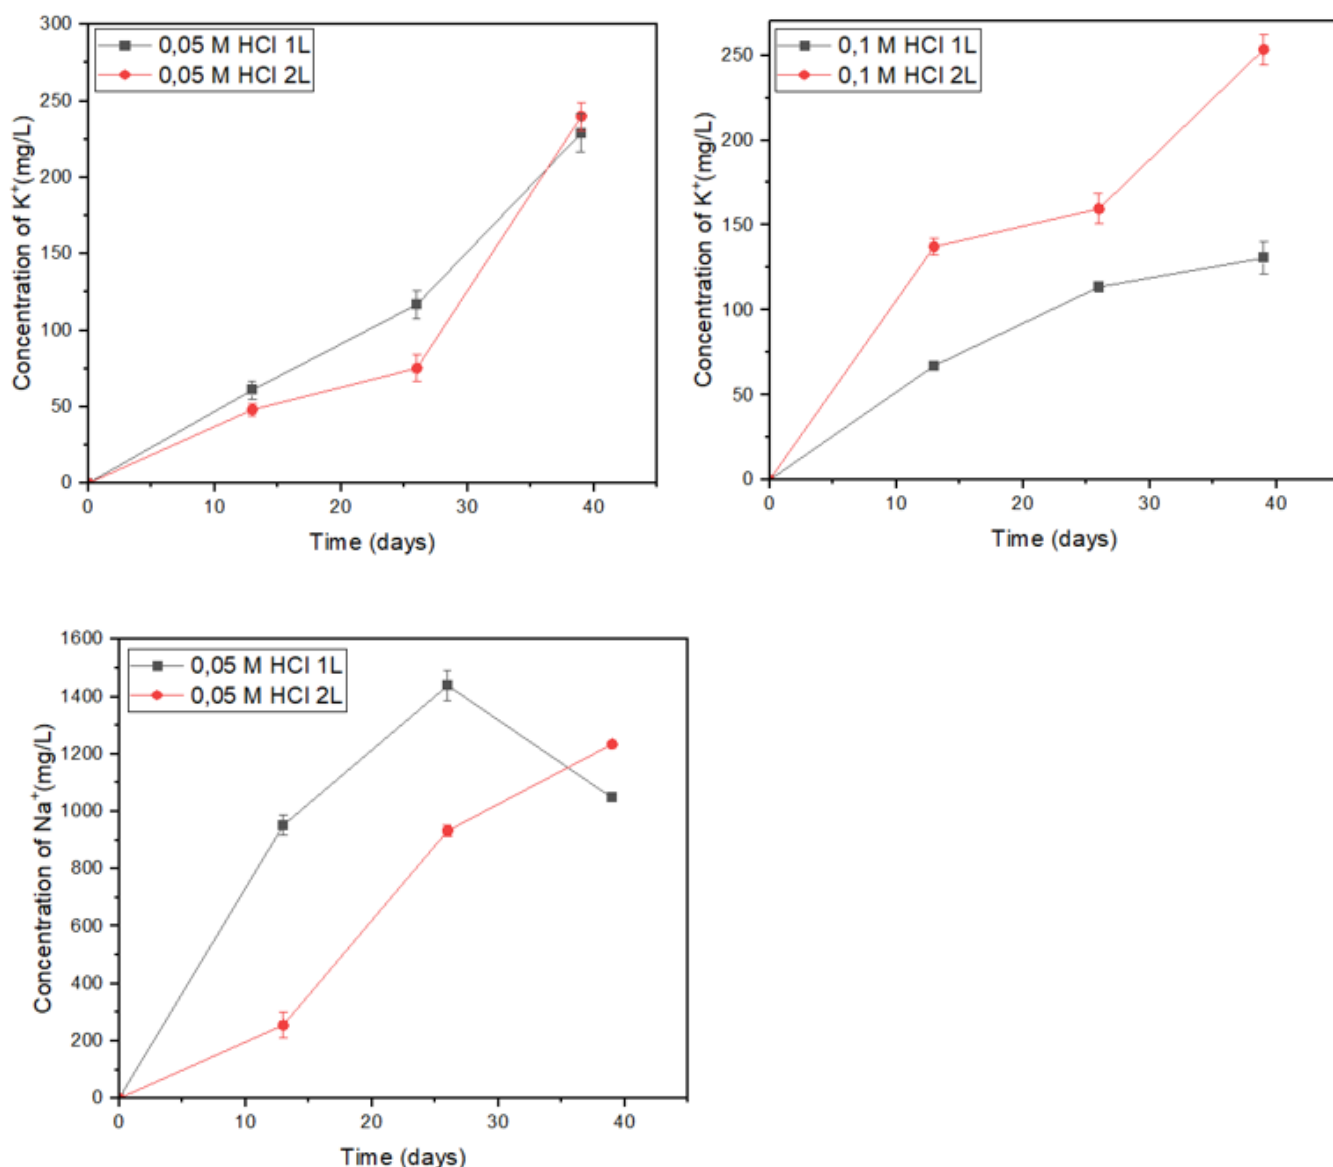 0,05 M HCl 1L
0,05 M HCl 2L
Concentration of K⁺(mg/L)
300
250
200
150
100
50
0
0 10 20 30 40
Time (days)
0,1 M HCl 1L
0,1 M HCl 2L
Concentration of K⁺(mg/L)
250
200
150
100
50
0
0 10 20 30 40
Time (days)
0,05 M HCl 1L
0,05 M HCl 2L
Concentration of Na⁺(mg/L)
1600
1400
1200
1000
800
600
400
200
0
0 10 20 30 40
Time (days)